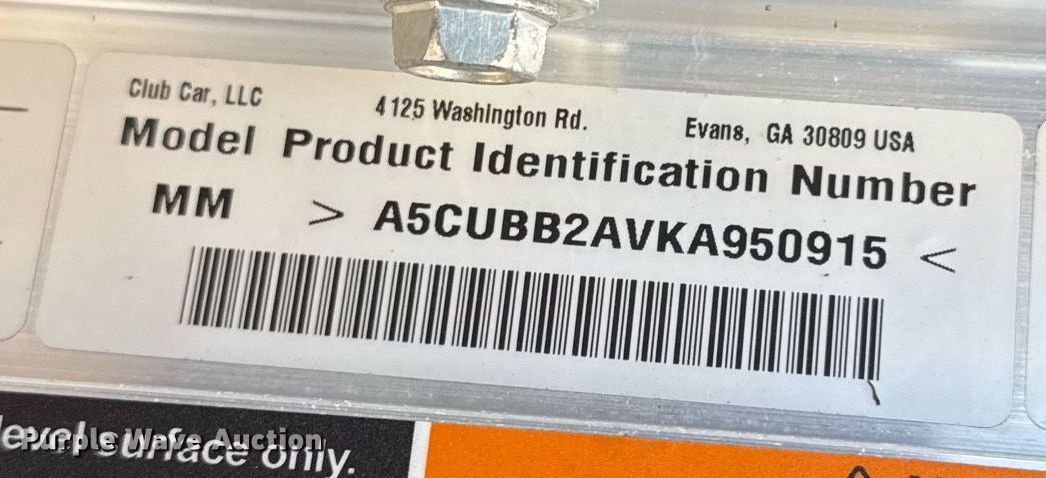 Club Car, LLC 4125 Washington Rd. Evans, GA 30809 USA
Model Product Identification Number
MM > A5CUBB2AVKA950915 <
level surface only.
Purple Wave Auction